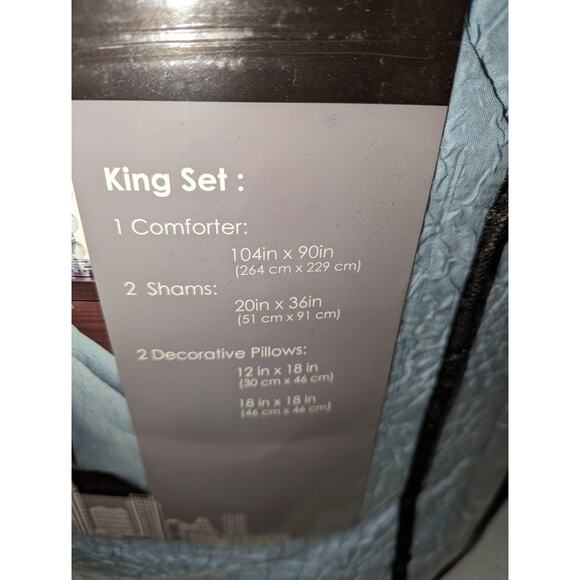 King Set :
1 Comforter:
104in x 90in
(264 cm x 229 cm)
2 Shams:
20in x 36in
(51 cm x 91 cm)
2 Decorative Pillows:
12 in x 18 in
(30 cm x 46 cm)
18 in x 18 in
(46 cm x 46 cm)